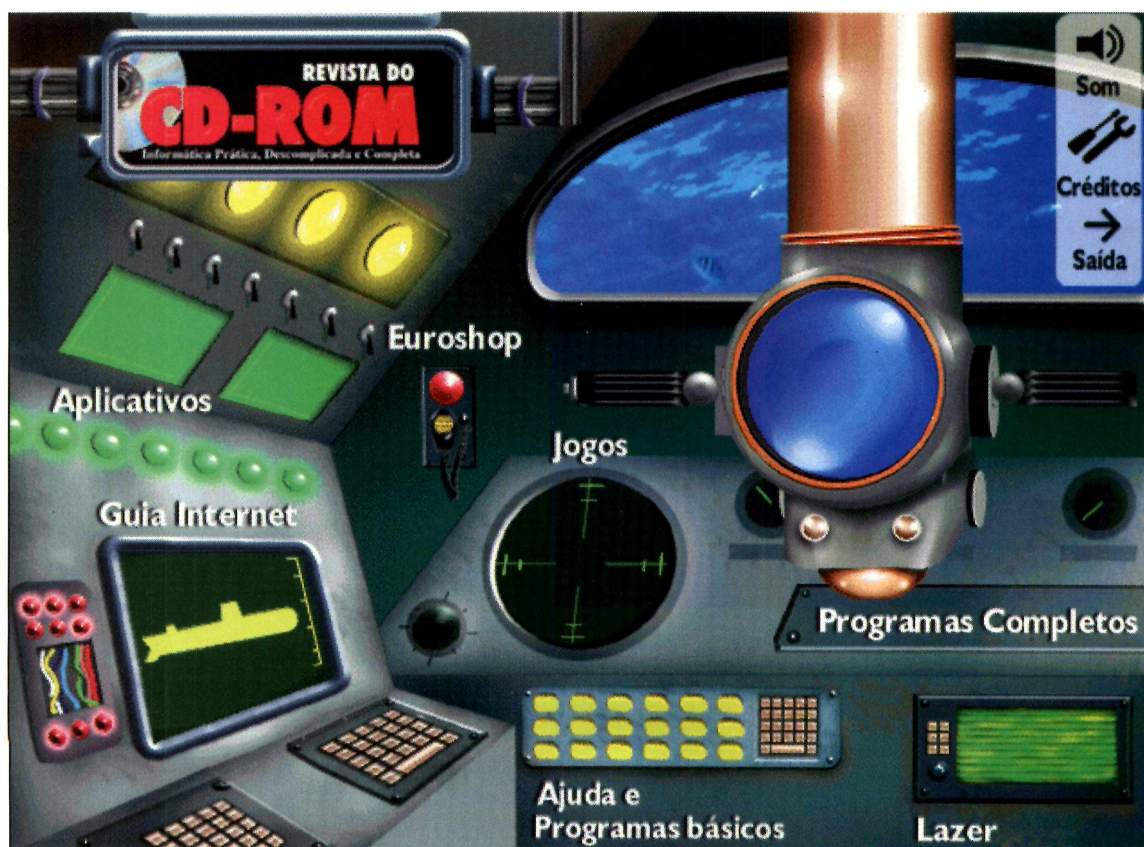 REVISTA DO
CD-ROM
Informática Prática, Descomplicada e Completa
Som
Créditos
Saída
Euroshop
Aplicativos
Jogos
Guia Internet
Programas Completos
Ajuda e
Programas básicos
Lazer